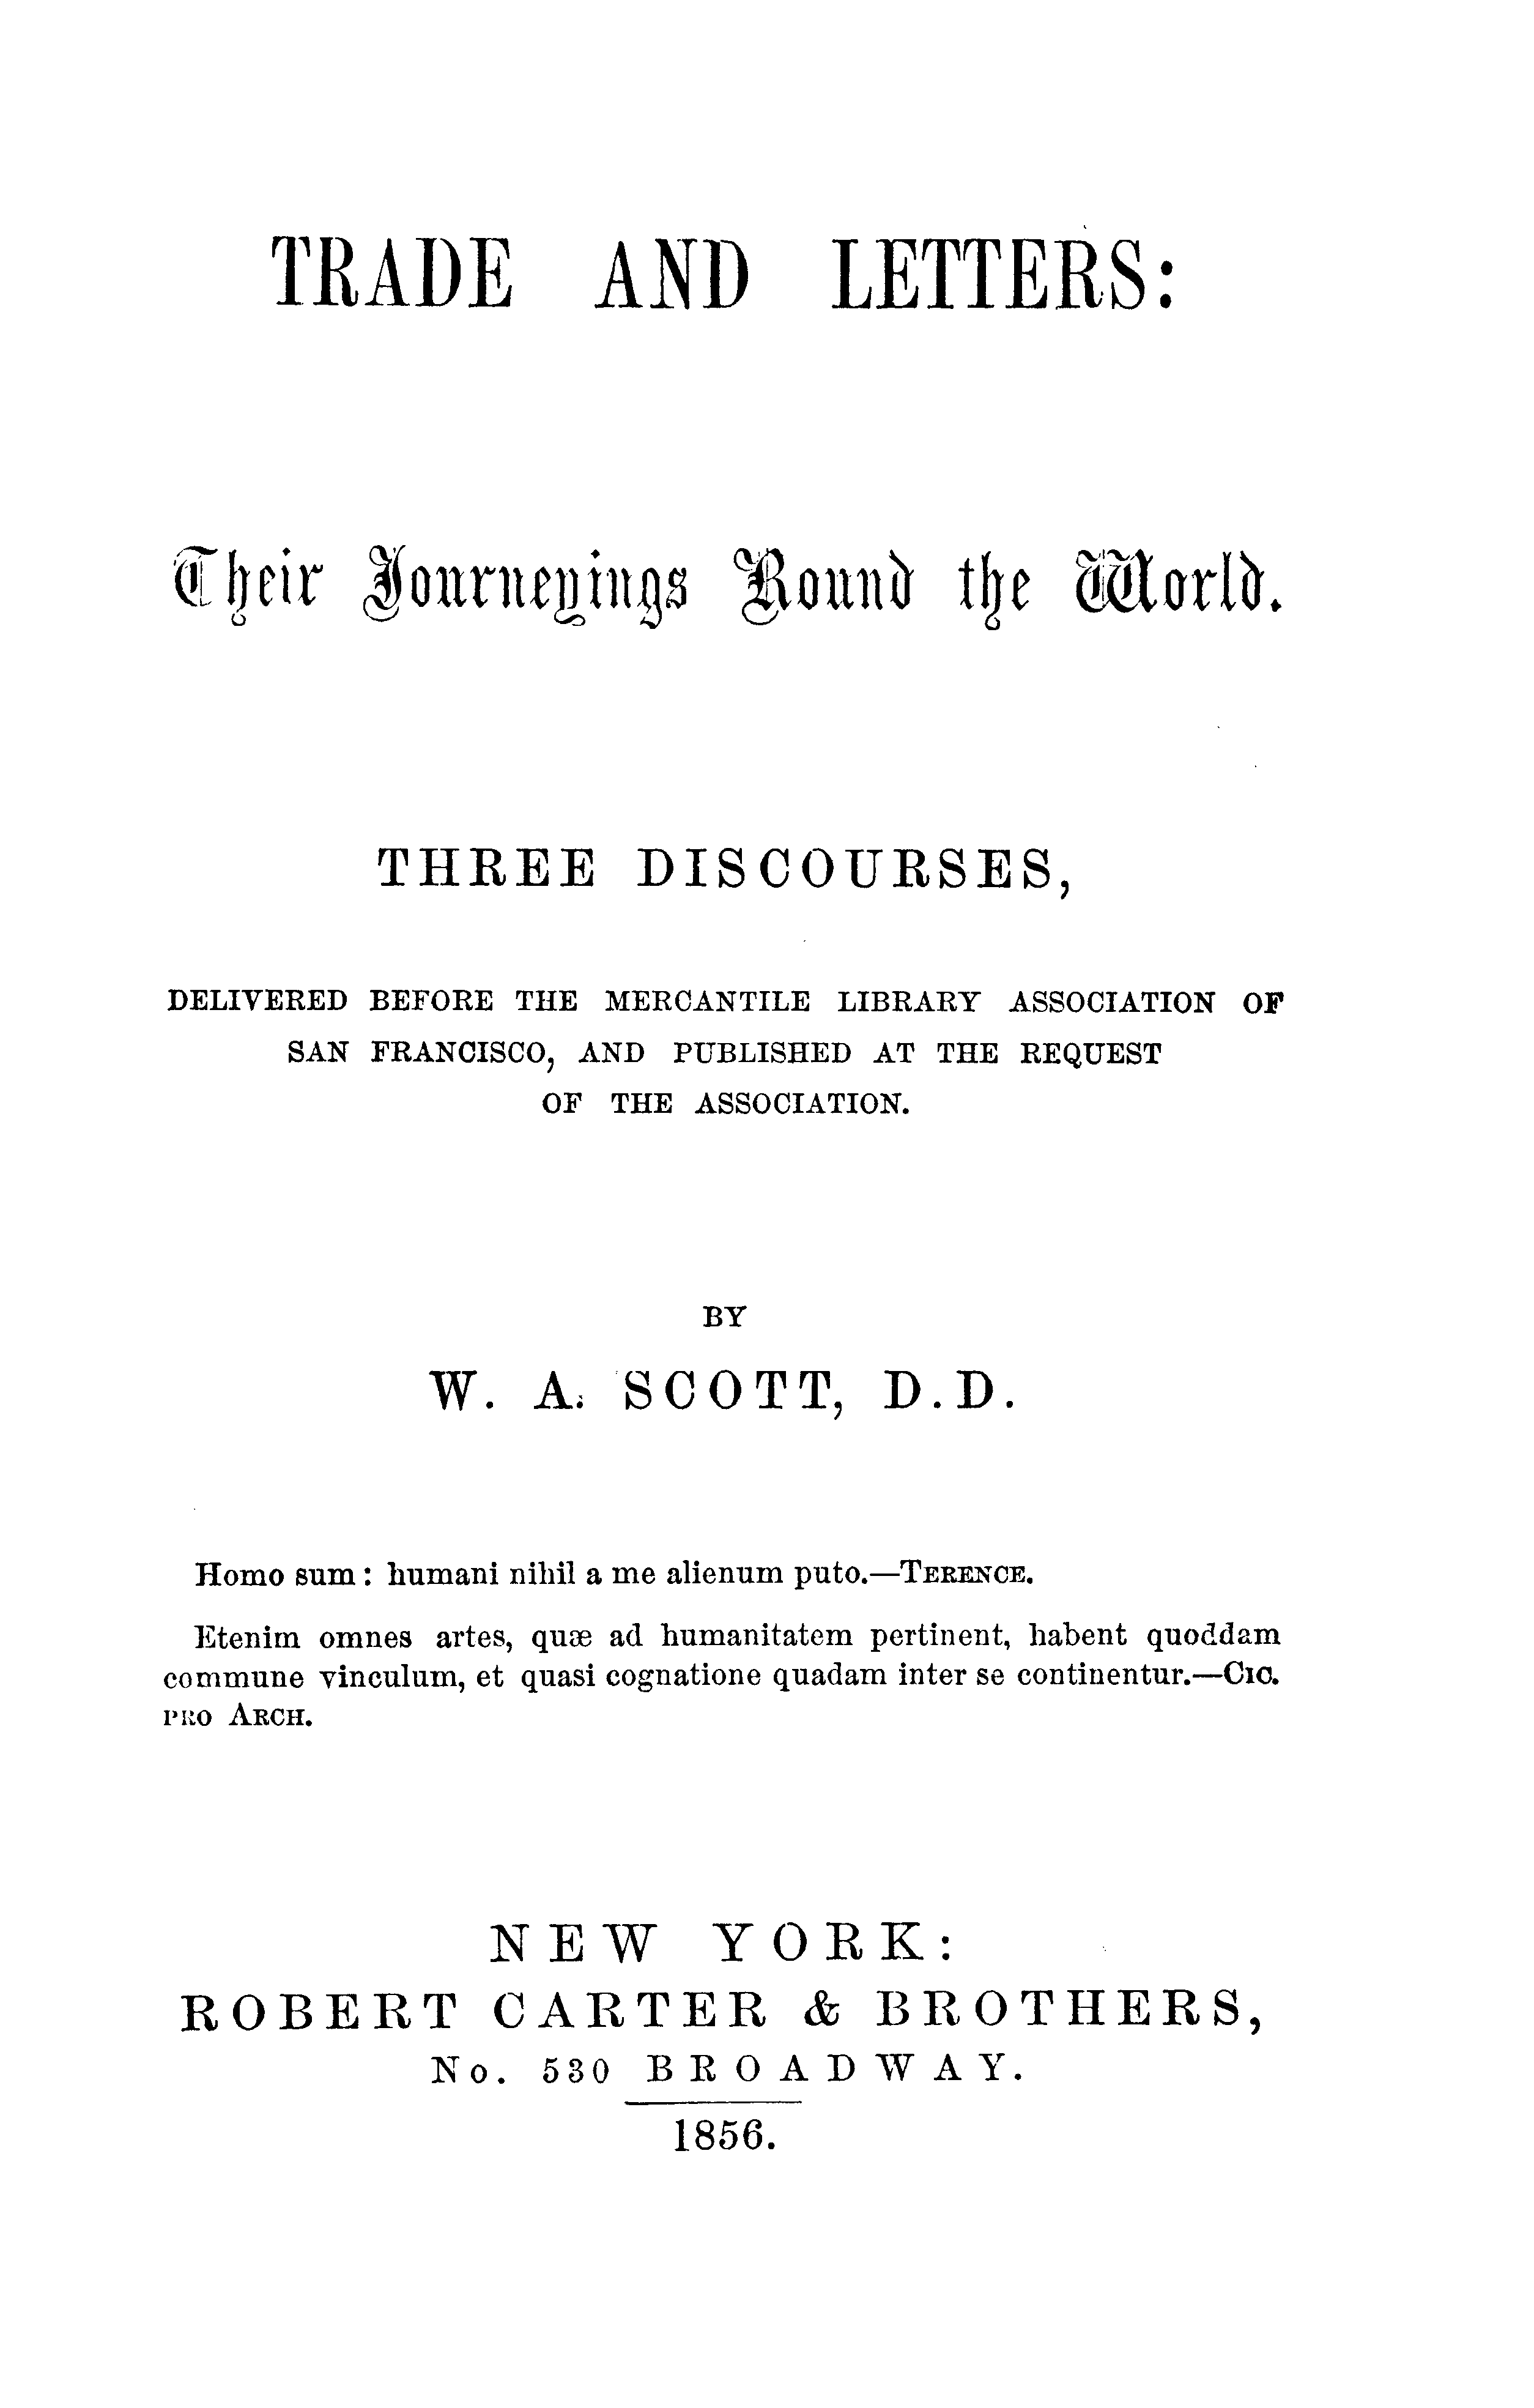 TRADE AND LETTERS:
Their Journeyings Round the World.
THREE DISCOURSES,
DELIVERED BEFORE THE MERCANTILE LIBRARY ASSOCIATION OF
SAN FRANCISCO, AND PUBLISHED AT THE REQUEST
OF THE ASSOCIATION.
BY
W. A. SCOTT, D.D.
Homo sum: humani nihil a me alienum puto.—TERENCE.
Etenim omnes artes, quæ ad humanitatem pertinent, habent quoddam
commune vinculum, et quasi cognatione quadam inter se continentur.—CIC.
PRO ARCH.
NEW YORK:
ROBERT CARTER & BROTHERS,
No. 530 BROADWAY.
1856.